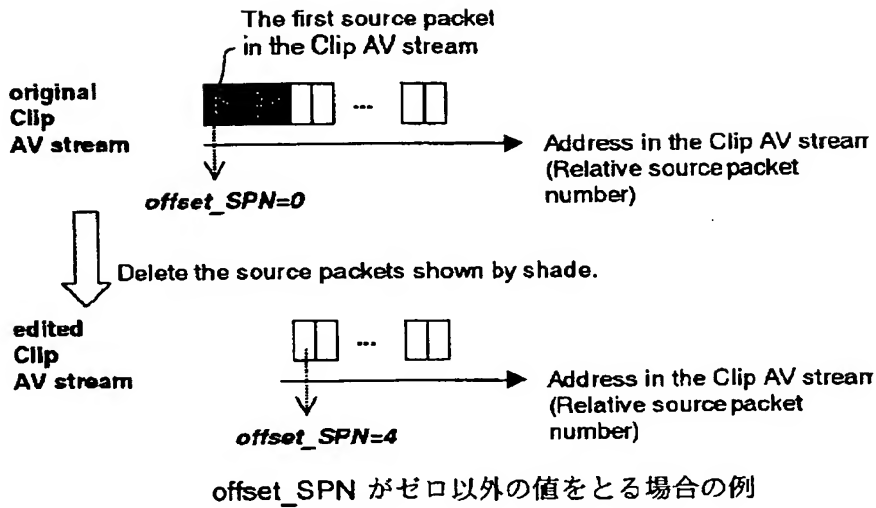 The first source packet
in the Clip AV stream
original
Clip
AV stream
...
Address in the Clip AV stream
(Relative source packet
number)
offset_SPN=0
Delete the source packets shown by shade.
edited
Clip
AV stream
...
Address in the Clip AV stream
(Relative source packet
number)
offset_SPN=4
offset_SPN がゼロ以外の値をとる場合の例